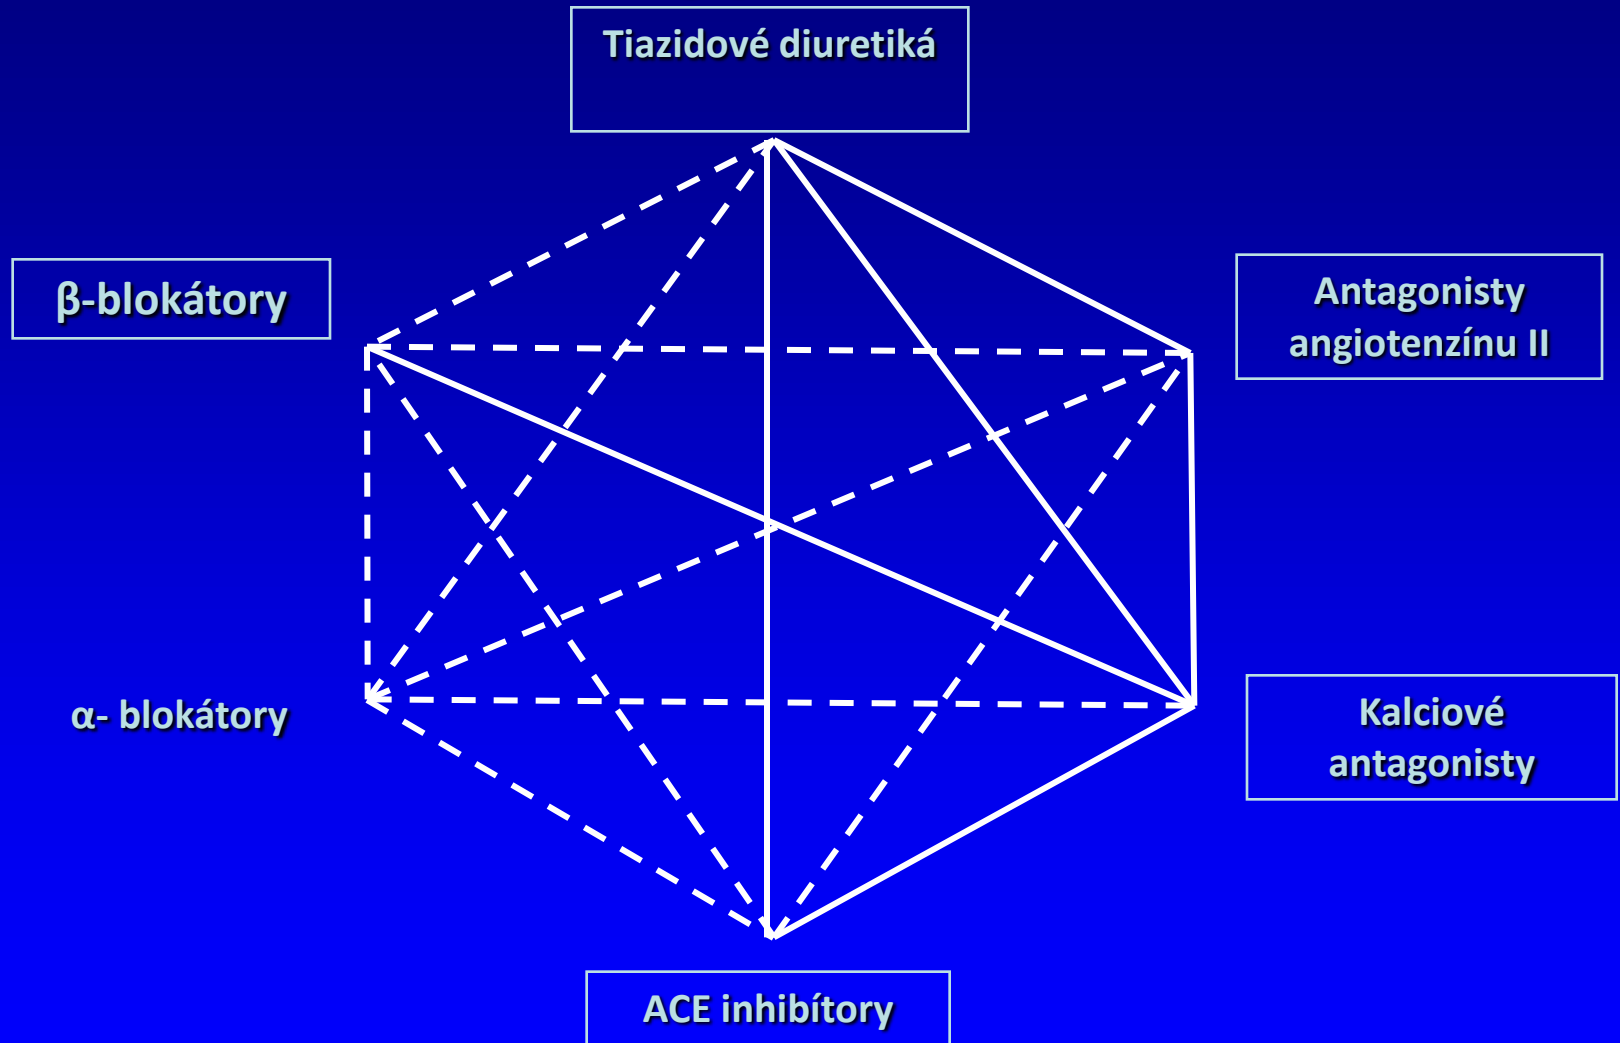 Tiazidové diuretiká
β-blokátory
Antagonisty
angiotenzínu II
α- blokátory
Kalciové
antagonisty
ACE inhibítory